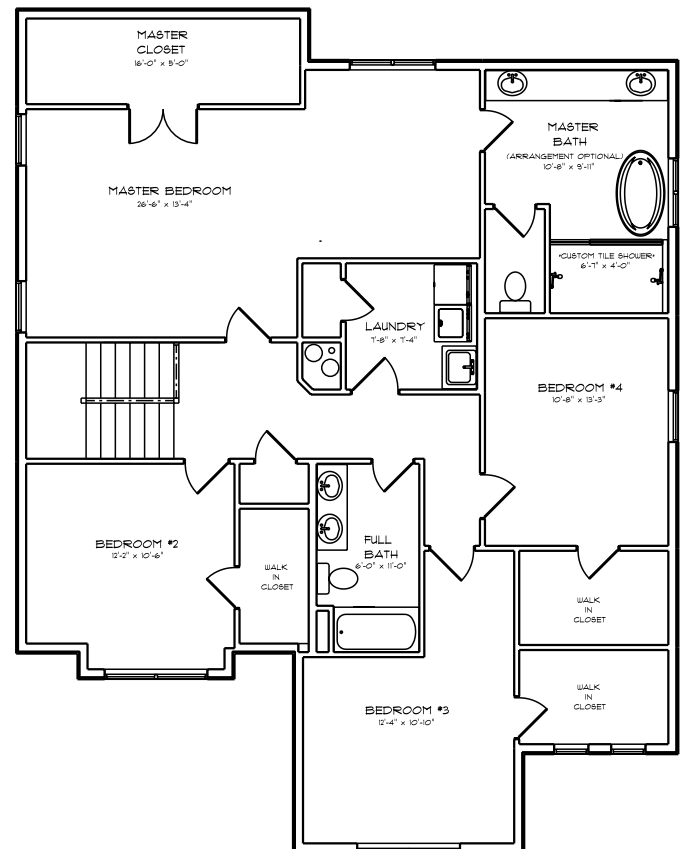 MASTER
CLOSET
16'-0" x 5'-0"
MASTER
BATH
(ARRANGEMENT OPTIONAL)
10'-8" x 9'-11"
MASTER BEDROOM
26'-6" x 13'-4"
*CUSTOM TILE SHOWER*
6'-7" x 4'-0"
LAUNDRY
7'-8" x 7'-4"
BEDROOM #4
10'-8" x 13'-3"
BEDROOM #2
12'-2" x 10'-6"
FULL
BATH
6'-0" x 11'-0"
WALK
IN
CLOSET
WALK
IN
CLOSET
WALK
IN
CLOSET
BEDROOM #3
12'-4" x 10'-10"